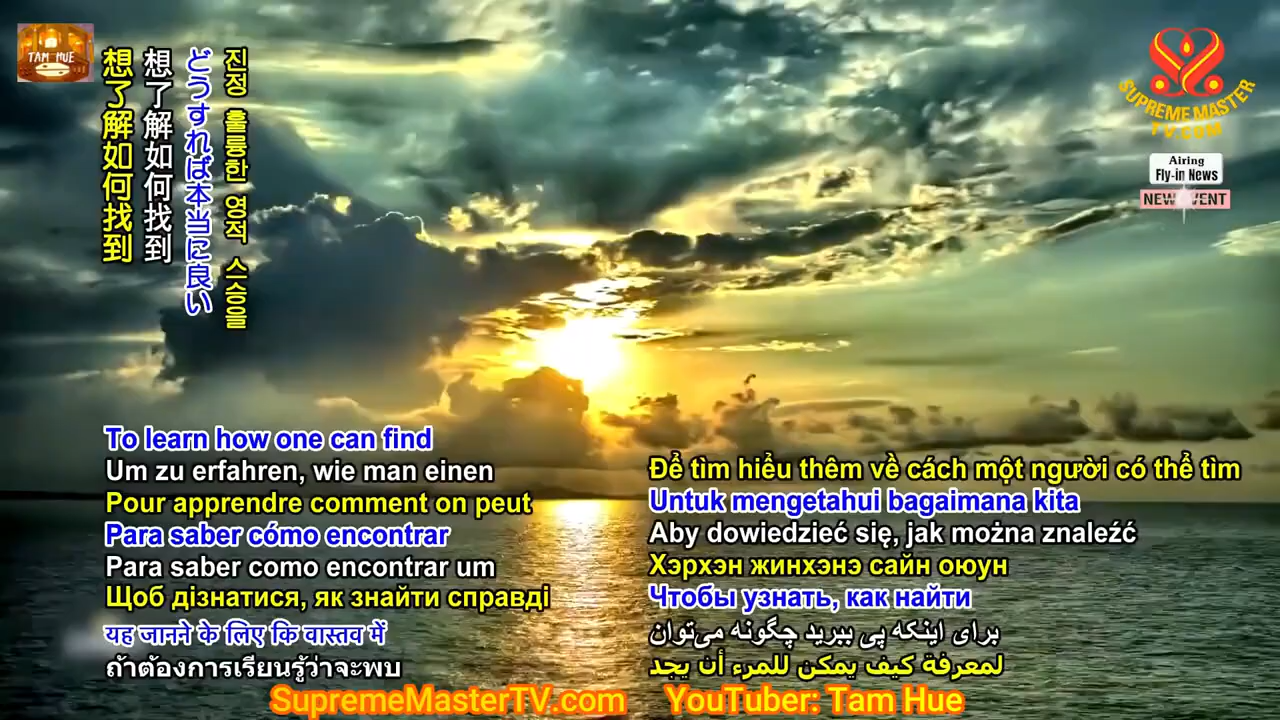 TAM HUE
想了解如何找到
想了解如何找到
どうすれば本当に良い
진정 훌륭한 영적 스승을
SUPREME MASTER
TV.COM
Airing
Fly-in News
To learn how one can find
Um zu erfahren, wie man einen
Pour apprendre comment on peut
Para saber cómo encontrar
Para saber como encontrar um
Щоб дізнатися, як знайти справді
यह जानने के लिए कि वास्तव में
ถ้าต้องการเรียนรู้ว่าจะพบ
Để tìm hiểu thêm về cách một người có thể tìm
Untuk mengetahui bagaimana kita
Aby dowiedzieć się, jak można znaleźć
Хэрхэн жинхэнэ сайн оюун
Чтобы узнать, как найти
برای اینکه پی ببرید چگونه می‌توان
لمعرفة كيف يمكن للمرء أن يجد
SupremeMasterTV.com YouTuber: Tam Hue